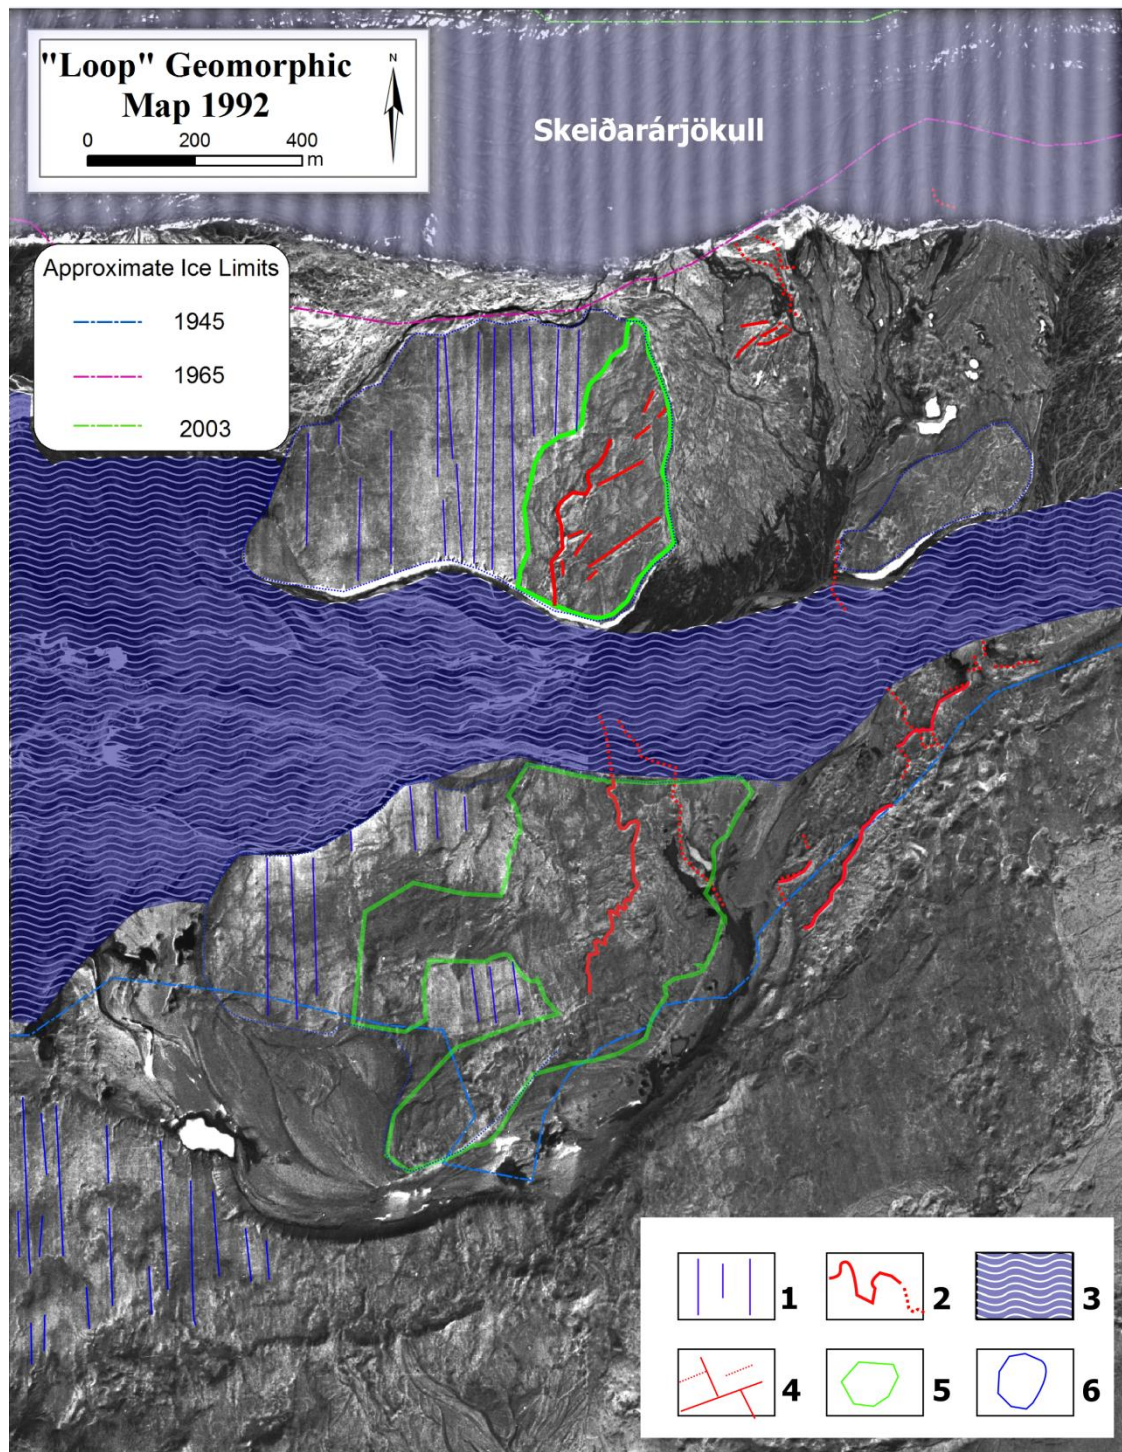 "Loop" Geomorphic
Map 1992
N
0 200 400
m
Skeiðarárjökull
Approximate Ice Limits
1945
1965
2003
1 2 3
4 5 6